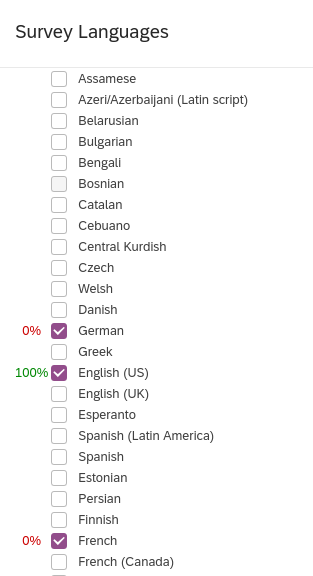 Survey Languages
Assamese
Azeri/Azerbaijani (Latin script)
Belarusian
Bulgarian
Bengali
Bosnian
Catalan
Cebuano
Central Kurdish
Czech
Welsh
Danish
0% German
Greek
100% English (US)
English (UK)
Esperanto
Spanish (Latin America)
Spanish
Estonian
Persian
Finnish
0% French
French (Canada)